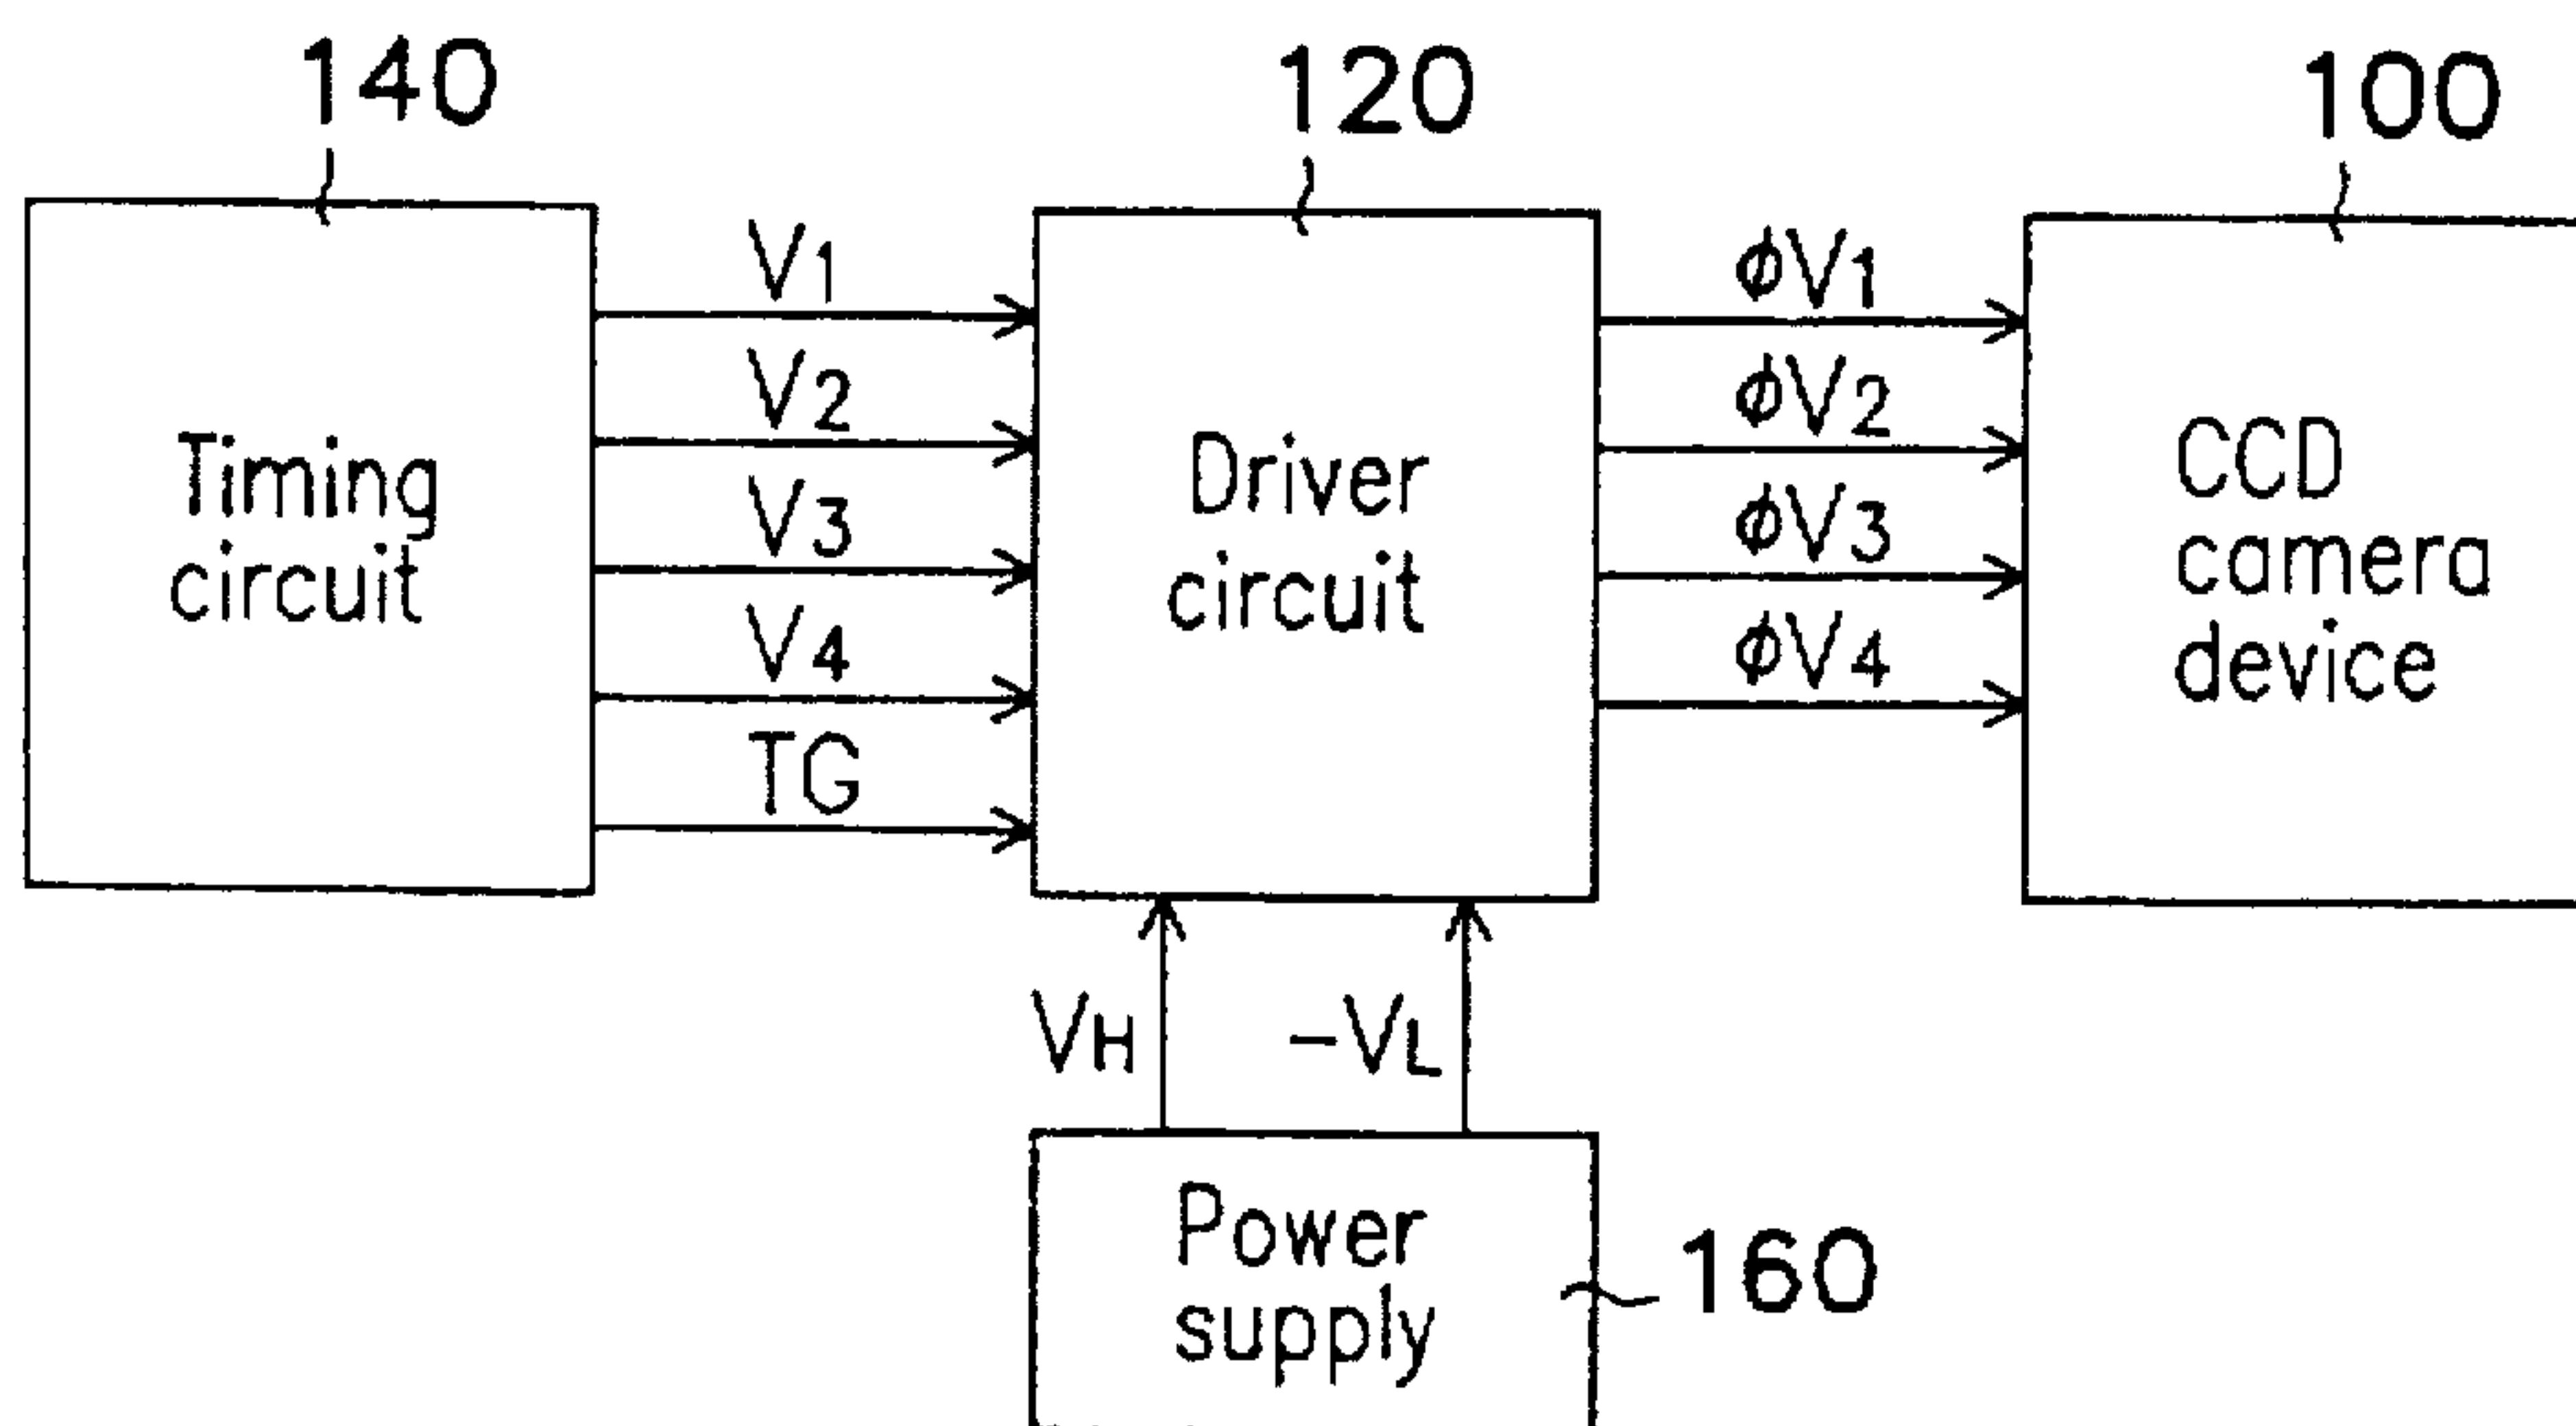 140
120
100
Timing
circuit
V1
V2
V3
V4
TG
Driver
circuit
ϕV1
ϕV2
ϕV3
ϕV4
CCD
camera
device
VH
-VL
Power
supply
160